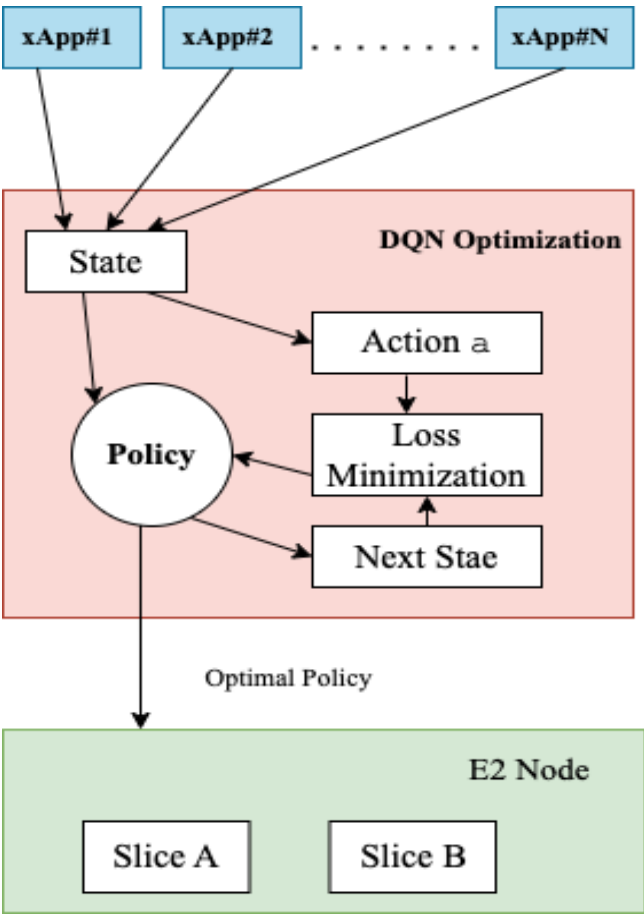 xApp#1
xApp#2
. . . . . . . .
xApp#N
DQN Optimization
State
Action a
Policy
Loss
Minimization
Next Stae
Optimal Policy
E2 Node
Slice A
Slice B